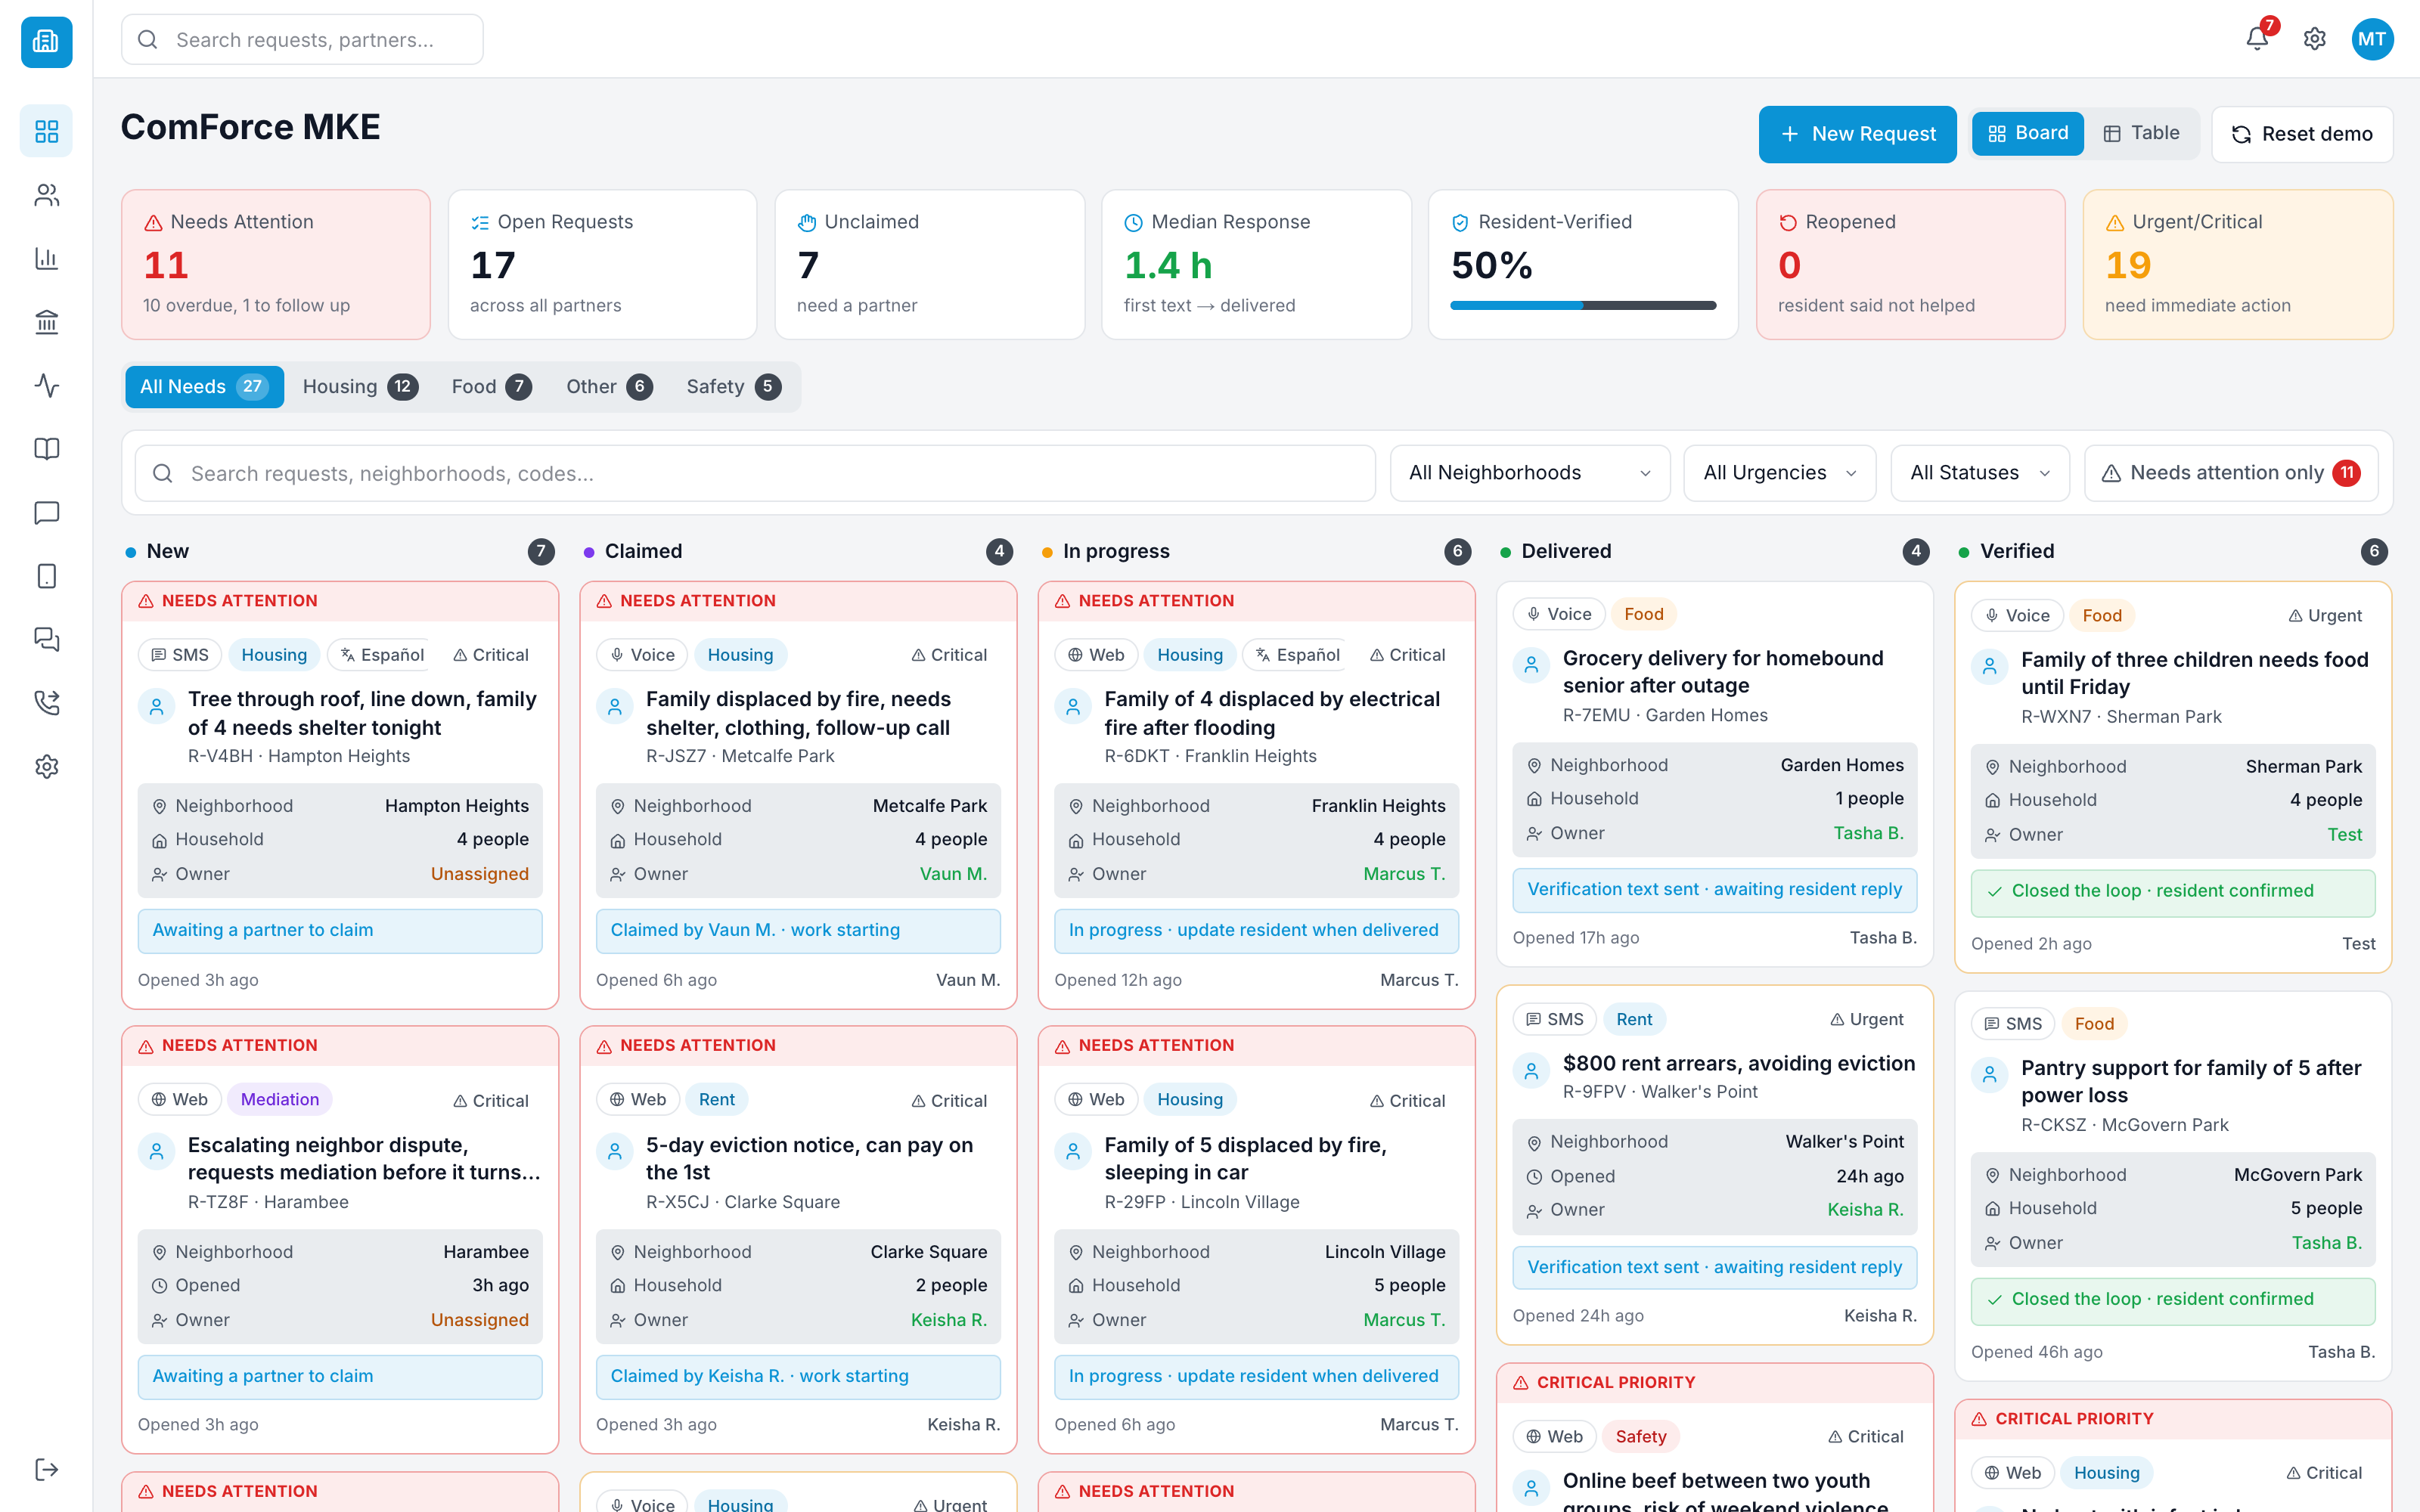 Search requests, partners...
7
MT
ComForce MKE
New Request
Board
Table
Reset demo
Needs Attention
11
10 overdue, 1 to follow up
Open Requests
17
across all partners
Unclaimed
7
need a partner
Median Response
1.4 h
first text → delivered
Resident-Verified
50%
Reopened
0
resident said not helped
Urgent/Critical
19
need immediate action
All Needs 27
Housing 12
Food 7
Other 6
Safety 5
Search requests, neighborhoods, codes...
All Neighborhoods
All Urgencies
All Statuses
Needs attention only 11
New 7
NEEDS ATTENTION
SMS Housing Español Critical
Tree through roof, line down, family
of 4 needs shelter tonight
R-V4BH · Hampton Heights
Neighborhood Hampton Heights
Household 4 people
Owner Unassigned
Awaiting a partner to claim
Opened 3h ago
NEEDS ATTENTION
Web Mediation Critical
Escalating neighbor dispute,
requests mediation before it turns...
R-TZ8F · Harambee
Neighborhood Harambee
Opened 3h ago
Owner Unassigned
Awaiting a partner to claim
Opened 3h ago
NEEDS ATTENTION
Claimed 4
NEEDS ATTENTION
Voice Housing Critical
Family displaced by fire, needs
shelter, clothing, follow-up call
R-JSZ7 · Metcalfe Park
Neighborhood Metcalfe Park
Household 4 people
Owner Vaun M.
Claimed by Vaun M. · work starting
Opened 6h ago Vaun M.
NEEDS ATTENTION
Web Rent Critical
5-day eviction notice, can pay on
the 1st
R-X5CJ · Clarke Square
Neighborhood Clarke Square
Household 2 people
Owner Keisha R.
Claimed by Keisha R. · work starting
Opened 3h ago Keisha R.
Voice Housing Urgent
In progress 6
NEEDS ATTENTION
Web Housing Español Critical
Family of 4 displaced by electrical
fire after flooding
R-6DKT · Franklin Heights
Neighborhood Franklin Heights
Household 4 people
Owner Marcus T.
In progress · update resident when delivered
Opened 12h ago Marcus T.
NEEDS ATTENTION
Web Housing Critical
Family of 5 displaced by fire,
sleeping in car
R-29FP · Lincoln Village
Neighborhood Lincoln Village
Household 5 people
Owner Marcus T.
In progress · update resident when delivered
Opened 6h ago Marcus T.
NEEDS ATTENTION
Delivered 4
Voice Food
Grocery delivery for homebound
senior after outage
R-7EMU · Garden Homes
Neighborhood Garden Homes
Household 1 people
Owner Tasha B.
Verification text sent · awaiting resident reply
Opened 17h ago Tasha B.
SMS Rent Urgent
$800 rent arrears, avoiding eviction
R-9FPV · Walker's Point
Neighborhood Walker's Point
Opened 24h ago
Owner Keisha R.
Verification text sent · awaiting resident reply
Opened 24h ago Keisha R.
CRITICAL PRIORITY
Web Safety Critical
Online beef between two youth
groups, risk of weekend violence
Verified 6
Voice Food Urgent
Family of three children needs food
until Friday
R-WXN7 · Sherman Park
Neighborhood Sherman Park
Household 4 people
Owner Test
Closed the loop · resident confirmed
Opened 2h ago Test
SMS Food
Pantry support for family of 5 after
power loss
R-CKSZ · McGovern Park
Neighborhood McGovern Park
Household 5 people
Owner Tasha B.
Closed the loop · resident confirmed
Opened 46h ago Tasha B.
CRITICAL PRIORITY
Web Housing Critical